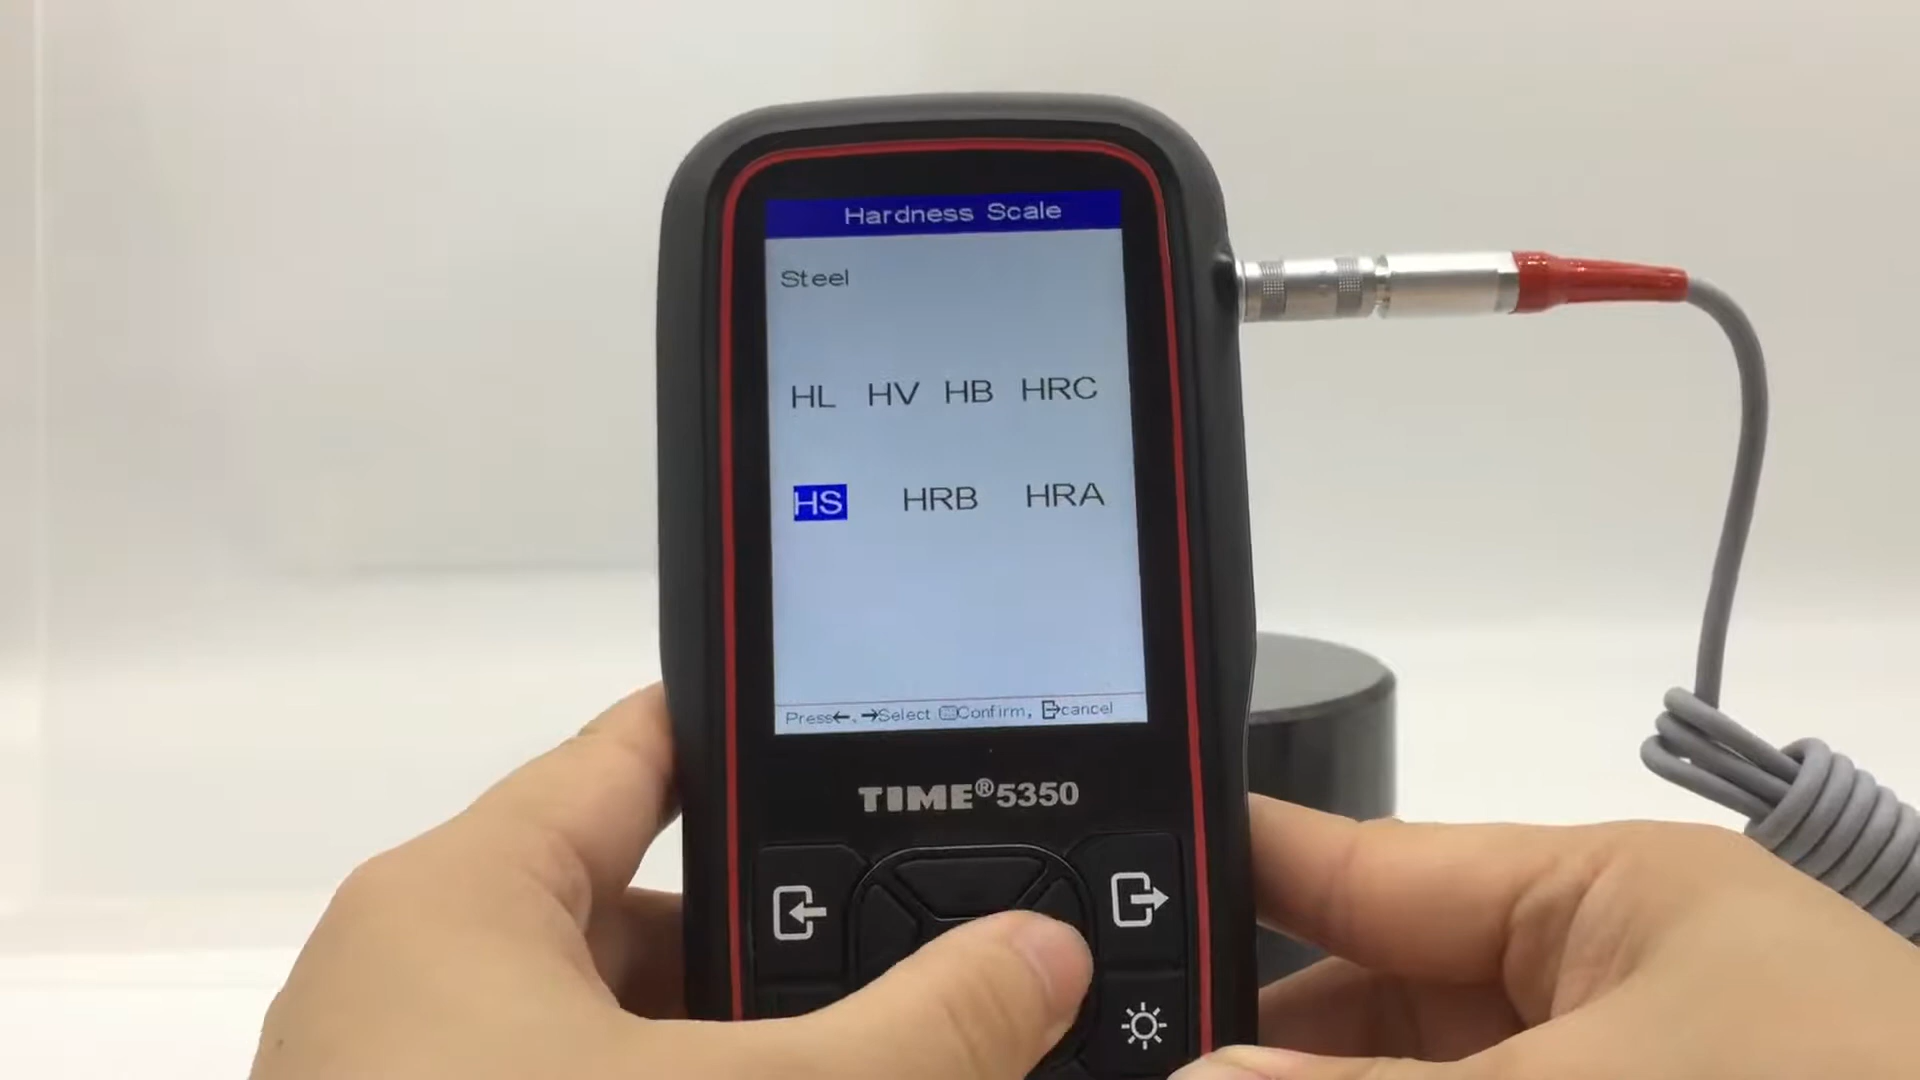 Hardness Scale
Steel
HL HV HB HRC
HS HRB HRA
Press←,→Select Confirm, cancel
TIME®5350